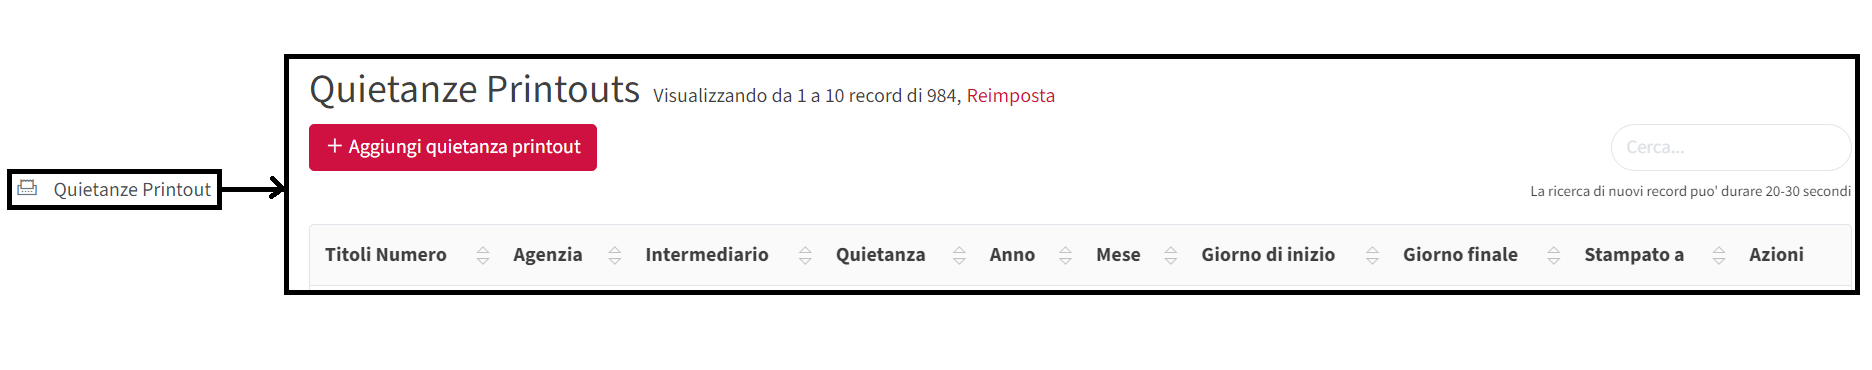 Quietanze Printout
Quietanze Printouts Visualizzando da 1 a 10 record di 984, Reimposta
+ Aggiungi quietanza printout
Cerca...
La ricerca di nuovi record puo' durare 20-30 secondi
Titoli Numero Agenzia Intermediario Quietanza Anno Mese Giorno di inizio Giorno finale Stampato a Azioni